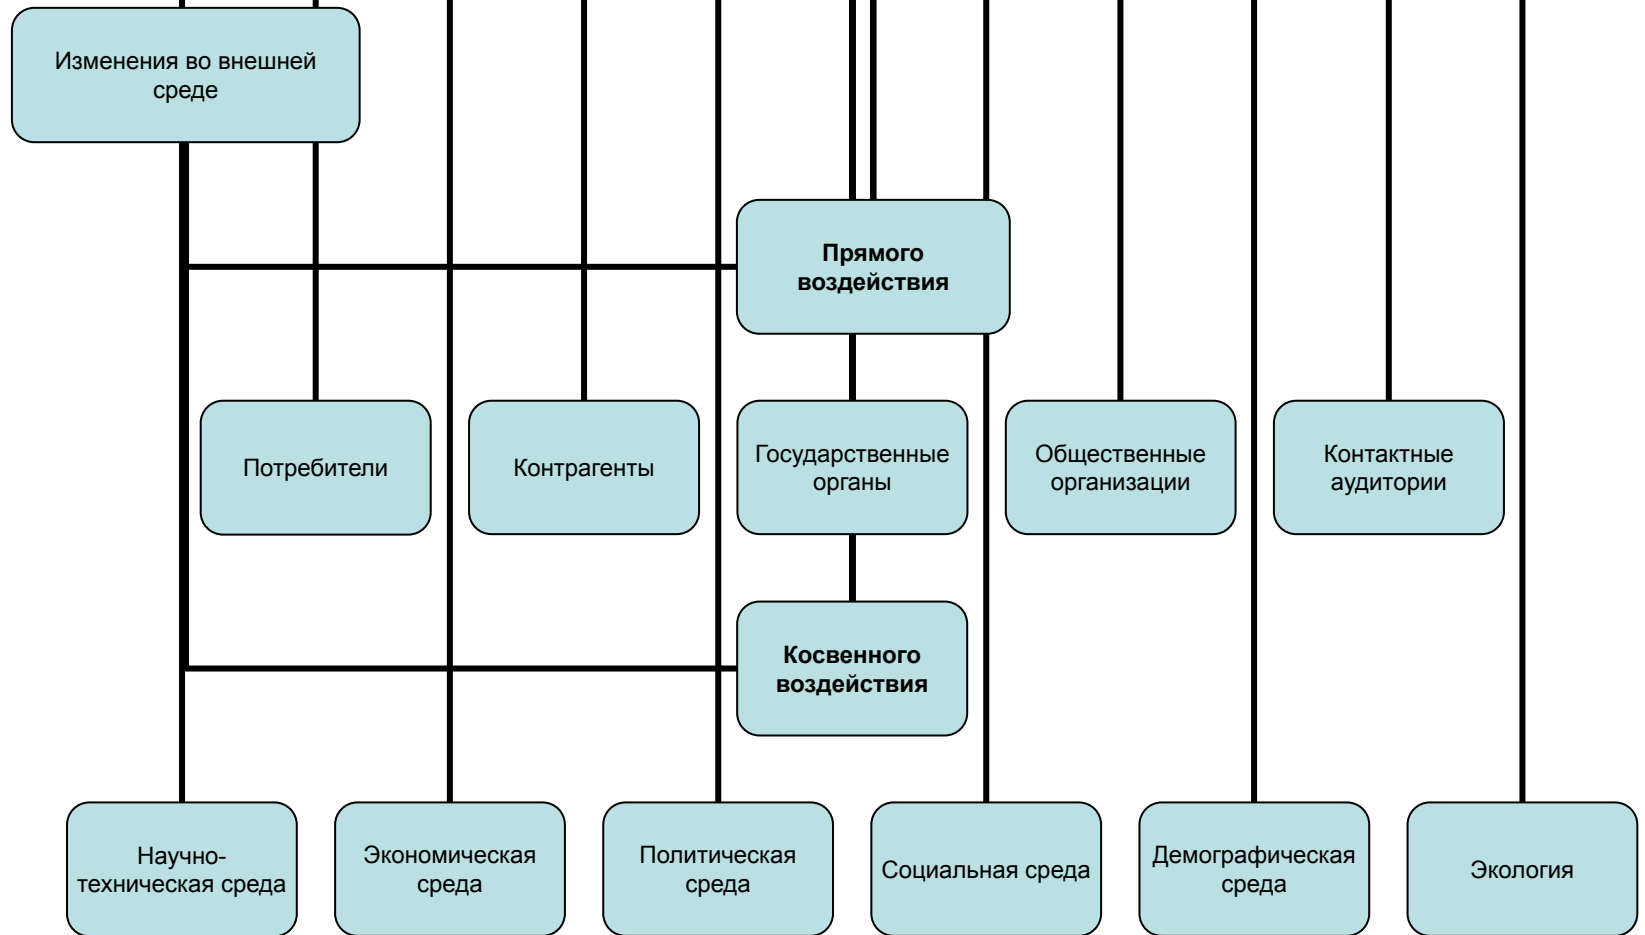 Изменения во внешней
среде
Прямого
воздействия
Потребители
Контрагенты
Государственные
органы
Общественные
организации
Контактные
аудитории
Косвенного
воздействия
Научно-
техническая среда
Экономическая
среда
Политическая
среда
Социальная среда
Демографическая
среда
Экология